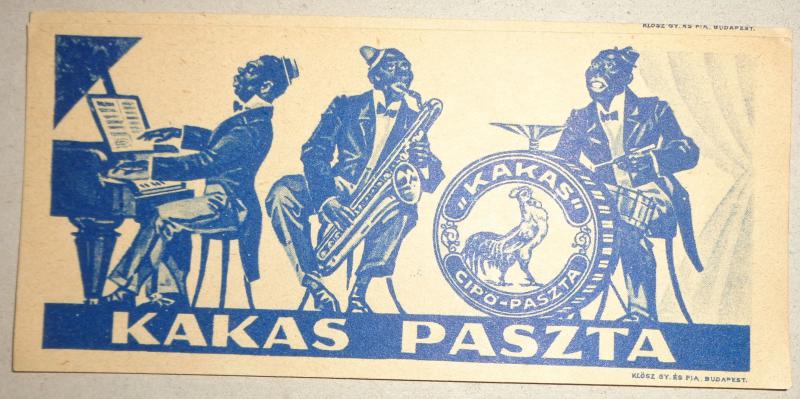 KLÖSZ GY. ÉS FIA, BUDAPEST.
"KAKAS"
CIPŐ-PASZTA
KAKAS PASZTA
KLÖSZ GY. ÉS FIA, BUDAPEST.